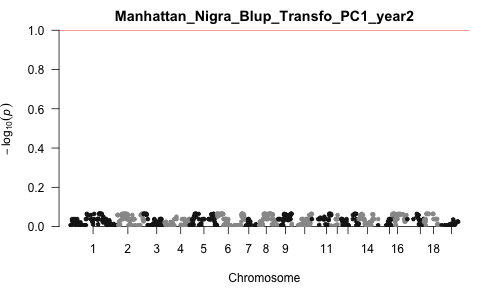 Manhattan_Nigra_Blup_Transfo_PC1_year2
1.0
0.8
0.6
0.4
0.2
0.0
− log10(p)
1 2 3 4 5 6 7 8 9 11 14 16 18
Chromosome